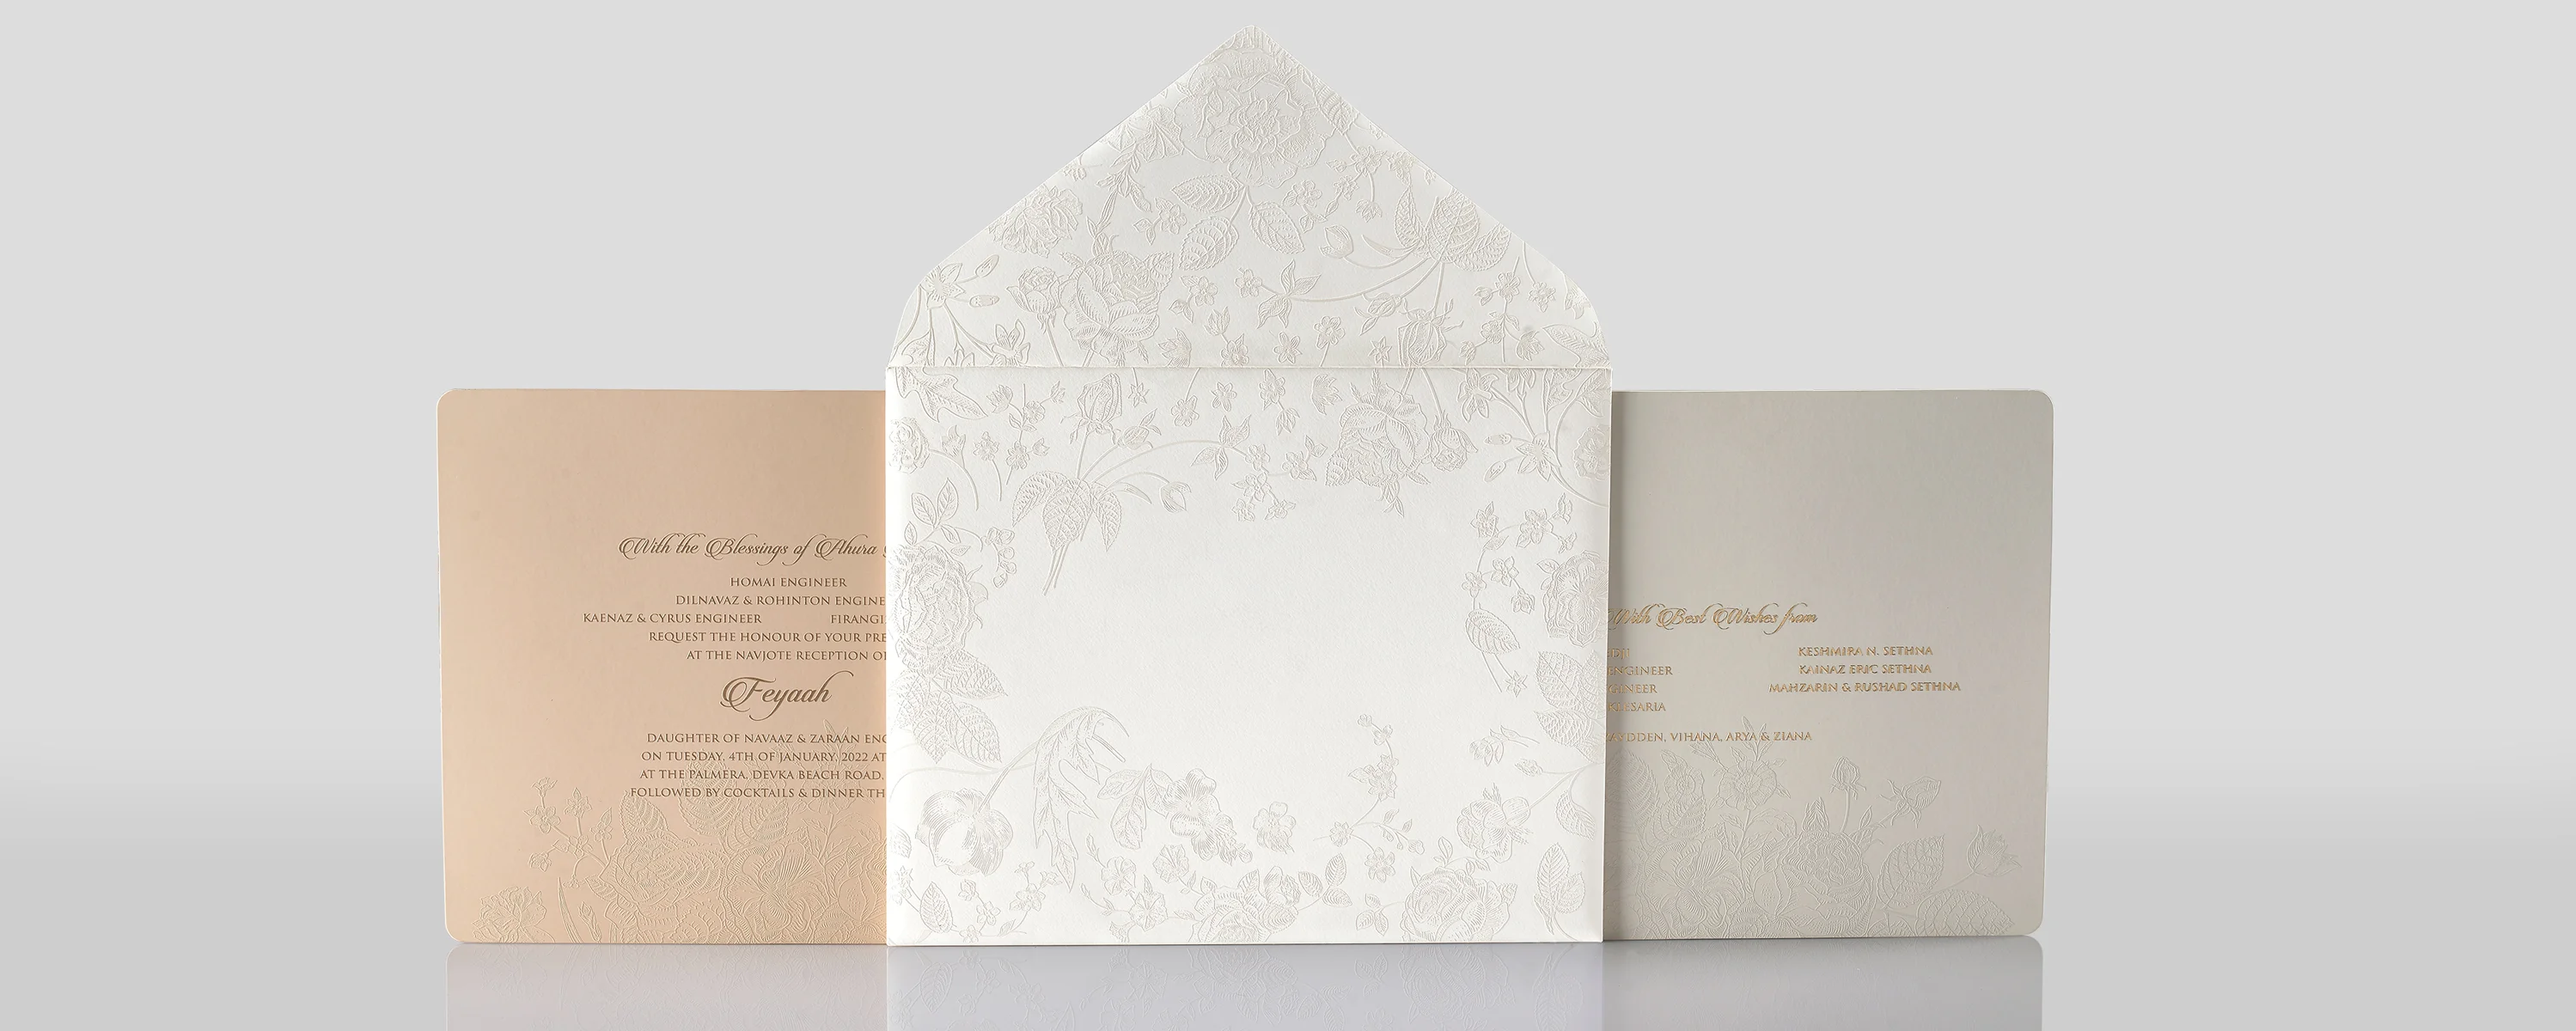 With the Blessings of Ahura
HOMAI ENGINEER
DILNAVAZ & ROHINTON ENGINE
KAENAZ & CYRUS ENGINEER FIRANGI
REQUEST THE HONOUR OF YOUR PRE
AT THE NAVJOTE RECEPTION OF
Feyaah
DAUGHTER OF NAVAAZ & ZARAAN ENG
ON TUESDAY, 4TH OF JANUARY, 2022 AT
AT THE PALMERA, DEVKA BEACH ROAD,
FOLLOWED BY COCKTAILS & DINNER TH
With Best Wishes from
KESHMIRA N. SETHNA
ENGINEER KAINAZ ERIC SETHNA
GINEER MAHZARIN & RUSHAD SETHNA
VIHANA, ARYA & ZIANA